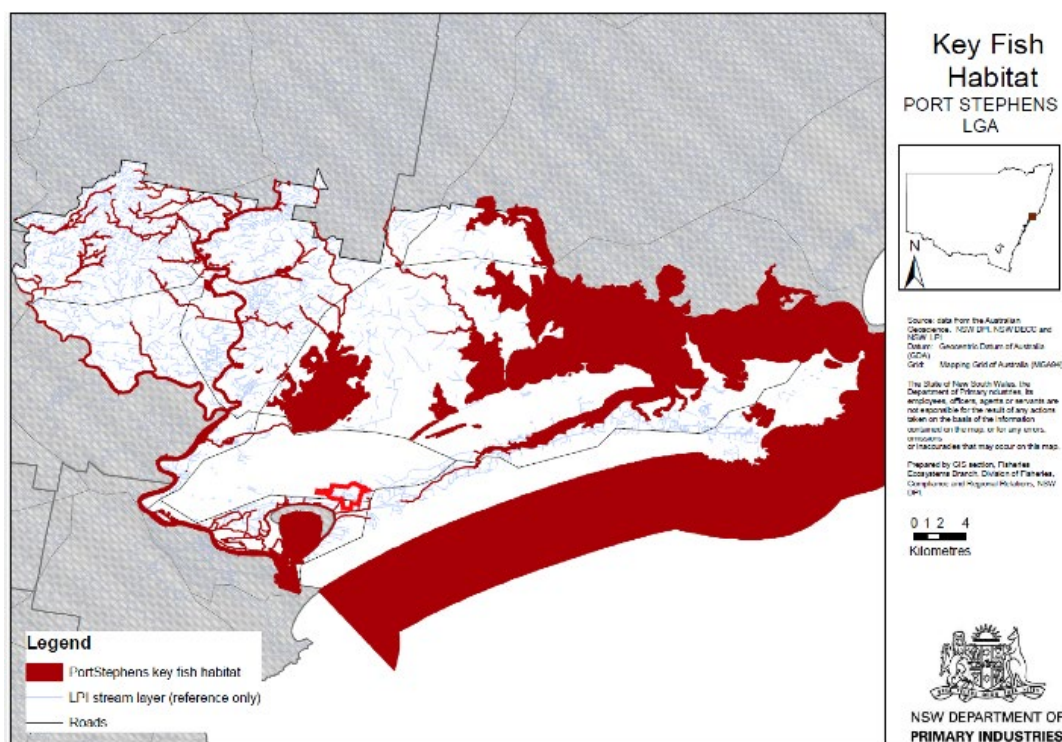 Key Fish
Habitat
PORT STEPHENS
LGA
N
Source: data from the Australian
Geoscience, NSW DPI, NSW DECC and
NSW LPI
Datum: Geocentric Datum of Australia
(GDA)
Grid: Mapping Grid of Australia (MGA94)
The State of New South Wales, the
Department of Primary Industries, its
employees, officers, agents or servants are
not responsible for the result of any actions
taken on the basis of the information
contained on the map, or for any errors,
omissions
or inaccuracies that may occur on this map.
Prepared by GIS section, Fisheries
Ecosystems Branch, Division of Fisheries,
Compliance and Regional Relations, NSW
DPI.
0 1 2 4
Kilometres
Legend
PortStephens key fish habitat
LPI stream layer (reference only)
Roads
NSW DEPARTMENT OF
PRIMARY INDUSTRIES